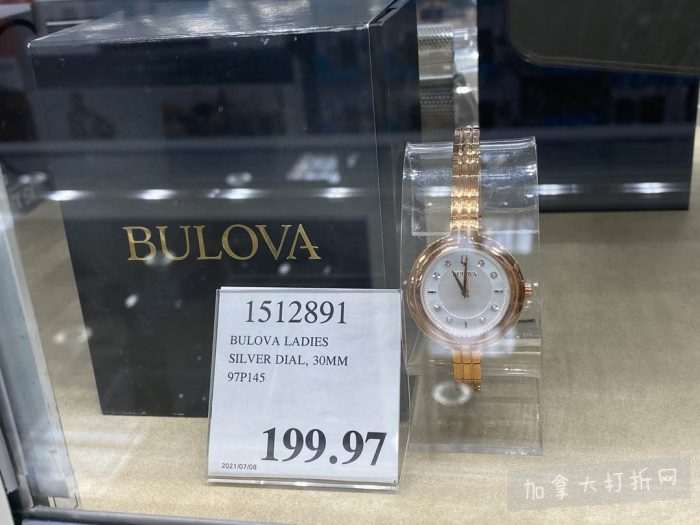 BULOVA
BULOVA
1512891
BULOVA LADIES
SILVER DIAL, 30MM
97P145
199.97
2021/07/08
加拿大打折网